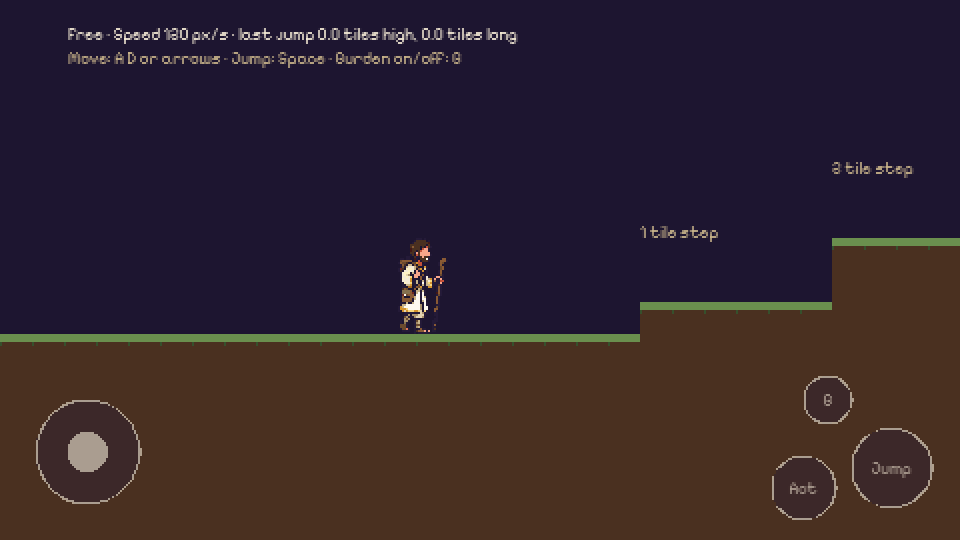 Free · Speed 180 px/s · last jump 0.0 tiles high, 0.0 tiles long
Move: A D or arrows · Jump: Space · Burden on/off: B
3 tile step
1 tile step
B
Jump
Act